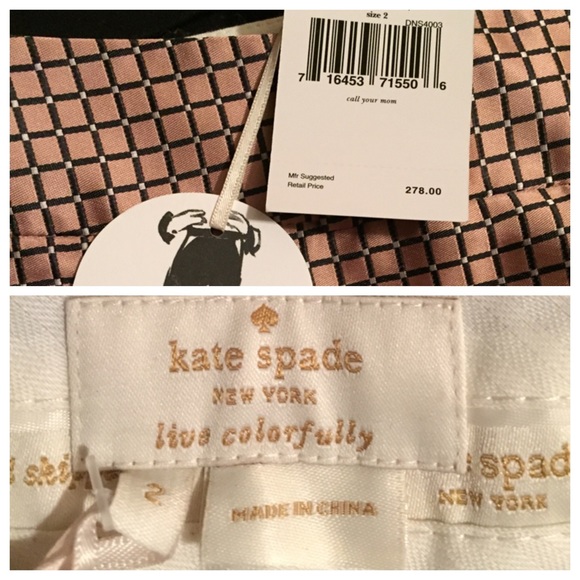 size 2
DNS4003
7 16453 71550 6
call your mom
Mfr Suggested
Retail Price
278.00
kate spade
NEW YORK
live colorfully
2
MADE IN CHINA
spad
NEW YORK